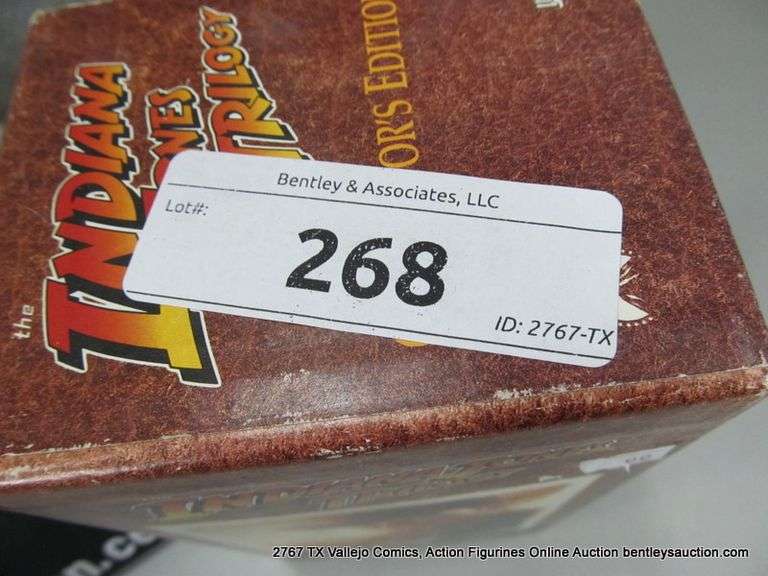 the
INDIANA
JONES
TRILOGY
OR'S EDITIO
Bentley & Associates, LLC
Lot#:
268
ID: 2767-TX
2767 TX Vallejo Comics, Action Figurines Online Auction bentleysauction.com